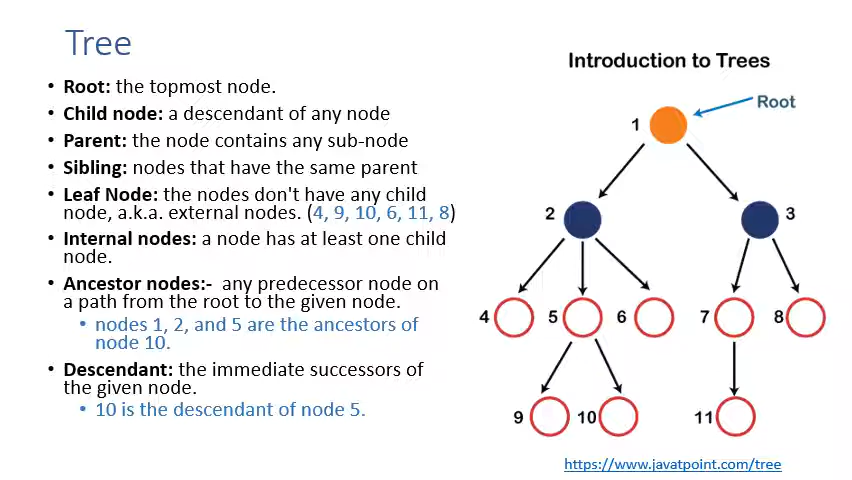 Tree
• Root: the topmost node.
• Child node: a descendant of any node
• Parent: the node contains any sub-node
• Sibling: nodes that have the same parent
• Leaf Node: the nodes don't have any child
node, a.k.a. external nodes. (4, 9, 10, 6, 11, 8)
• Internal nodes: a node has at least one child
node.
• Ancestor nodes:- any predecessor node on
a path from the root to the given node.
• nodes 1, 2, and 5 are the ancestors of
node 10.
• Descendant: the immediate successors of
the given node.
• 10 is the descendant of node 5.
Introduction to Trees
Root
1
2
3
4
5
6
7
8
9
10
11
https://www.javatpoint.com/tree